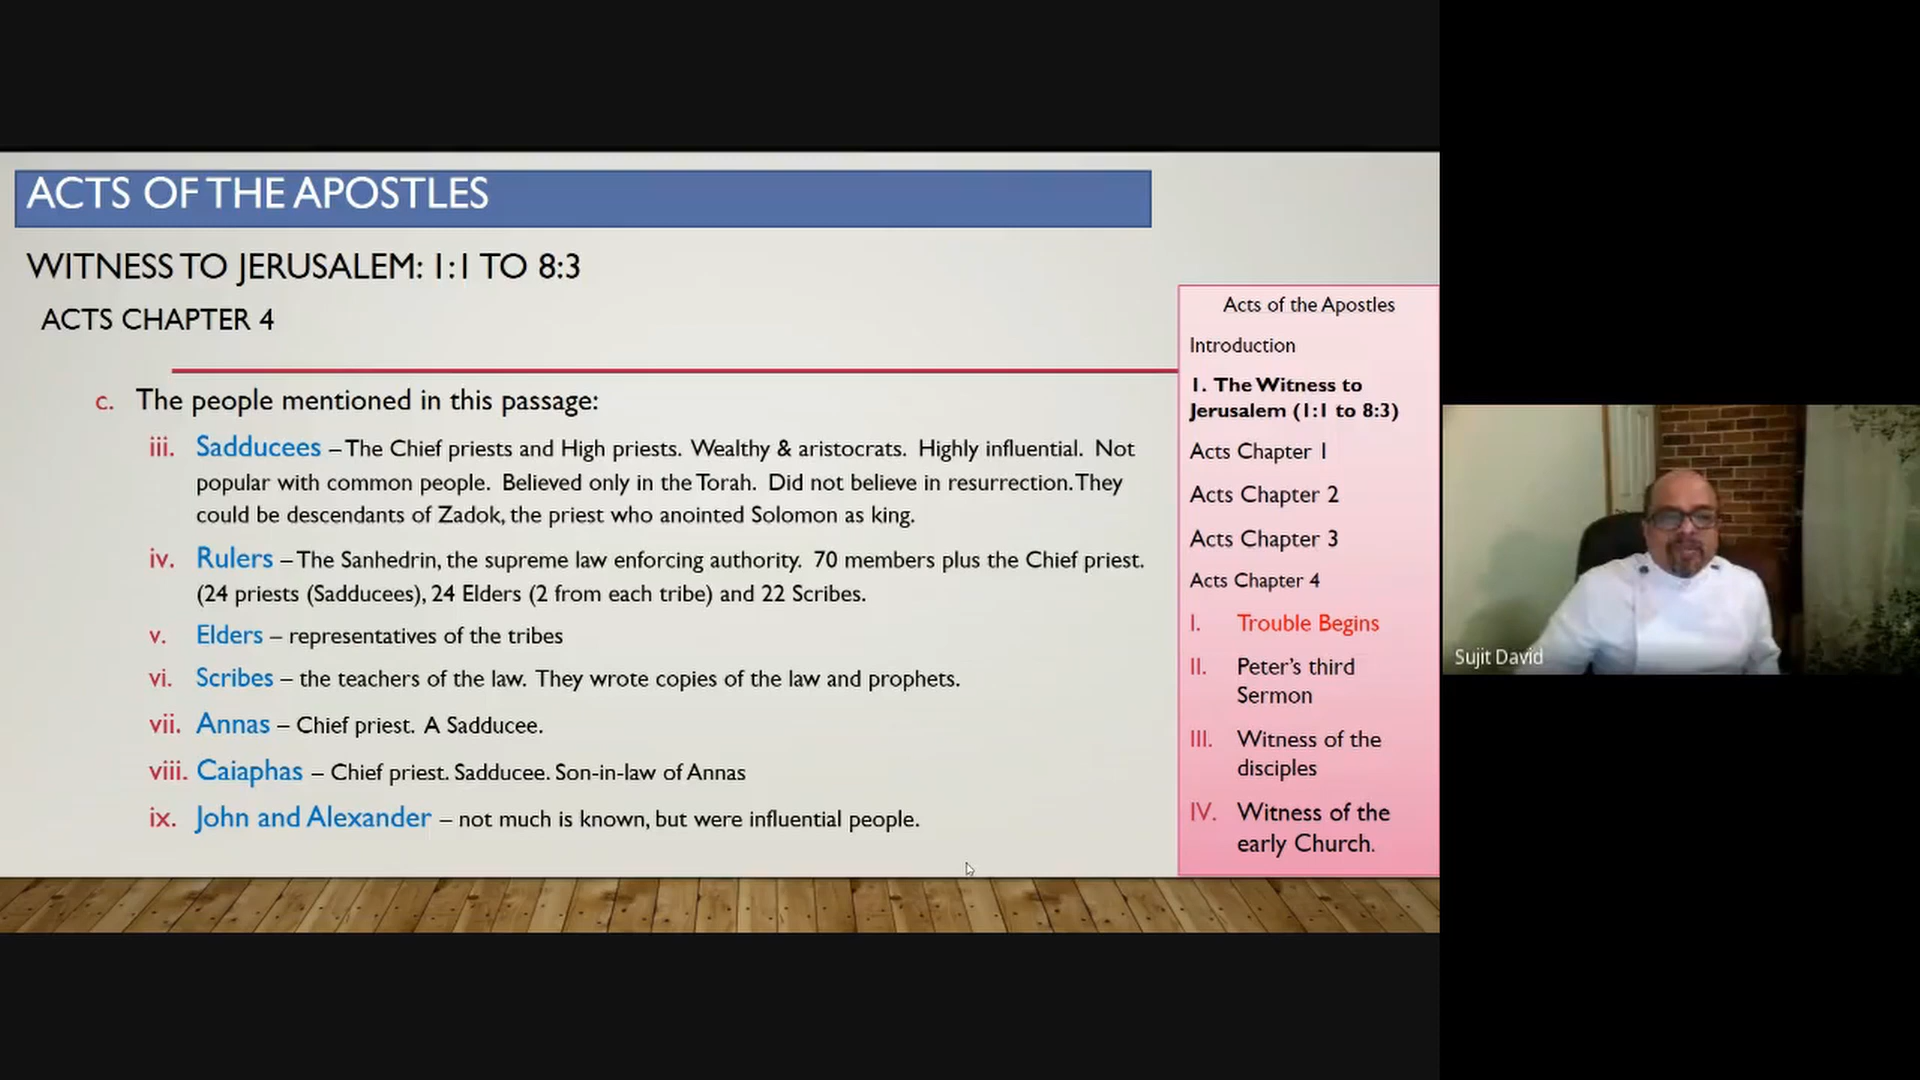 ACTS OF THE APOSTLES
WITNESS TO JERUSALEM: 1:1 TO 8:3
ACTS CHAPTER 4
c. The people mentioned in this passage:
iii. Sadducees – The Chief priests and High priests. Wealthy & aristocrats. Highly influential. Not
popular with common people. Believed only in the Torah. Did not believe in resurrection. They
could be descendants of Zadok, the priest who anointed Solomon as king.
iv. Rulers – The Sanhedrin, the supreme law enforcing authority. 70 members plus the Chief priest.
(24 priests (Sadducees), 24 Elders (2 from each tribe) and 22 Scribes.
v. Elders – representatives of the tribes
vi. Scribes – the teachers of the law. They wrote copies of the law and prophets.
vii. Annas – Chief priest. A Sadducee.
viii. Caiaphas – Chief priest. Sadducee. Son-in-law of Annas
ix. John and Alexander – not much is known, but were influential people.
Acts of the Apostles
Introduction
1. The Witness to
Jerusalem (1:1 to 8:3)
Acts Chapter 1
Acts Chapter 2
Acts Chapter 3
Acts Chapter 4
I. Trouble Begins
II. Peter's third
Sermon
III. Witness of the
disciples
IV. Witness of the
early Church.
Sujit David